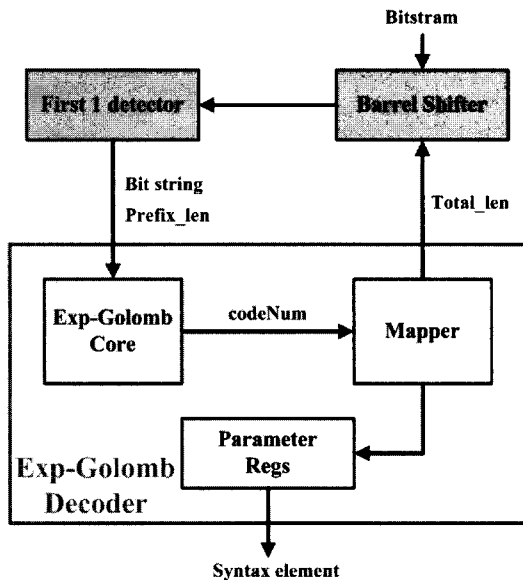 Bitstram
First 1 detector
Barrel Shifter
Bit string
Prefix_len
Total_len
Exp-Golomb
Core
codeNum
Mapper
Parameter
Regs
Exp-Golomb
Decoder
Syntax element